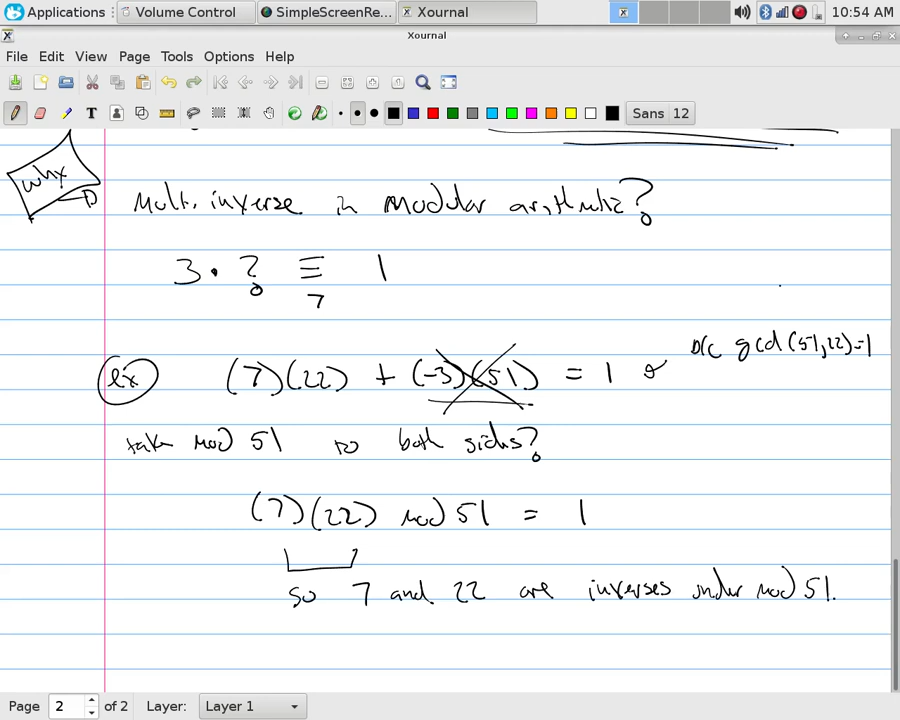 Applications Volume Control SimpleScreenRe... Xournal 10:54 AM
Xournal
File Edit View Page Tools Options Help
T Sans 12
why
Mult. inverse in Modular arithmetic?
3 · ? ≡ 1
7
b/c gcd(51,22)=1
ex (7)(22) + (-3)(51) = 1
take mod 51 to both sides?
(7)(22) mod 51 = 1
so 7 and 22 are inverses under mod 51.
Page 2 of 2 Layer: Layer 1